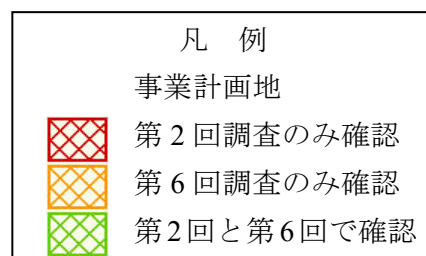 凡　例
事業計画地
第2回調査のみ確認
第6回調査のみ確認
第2回と第6回で確認